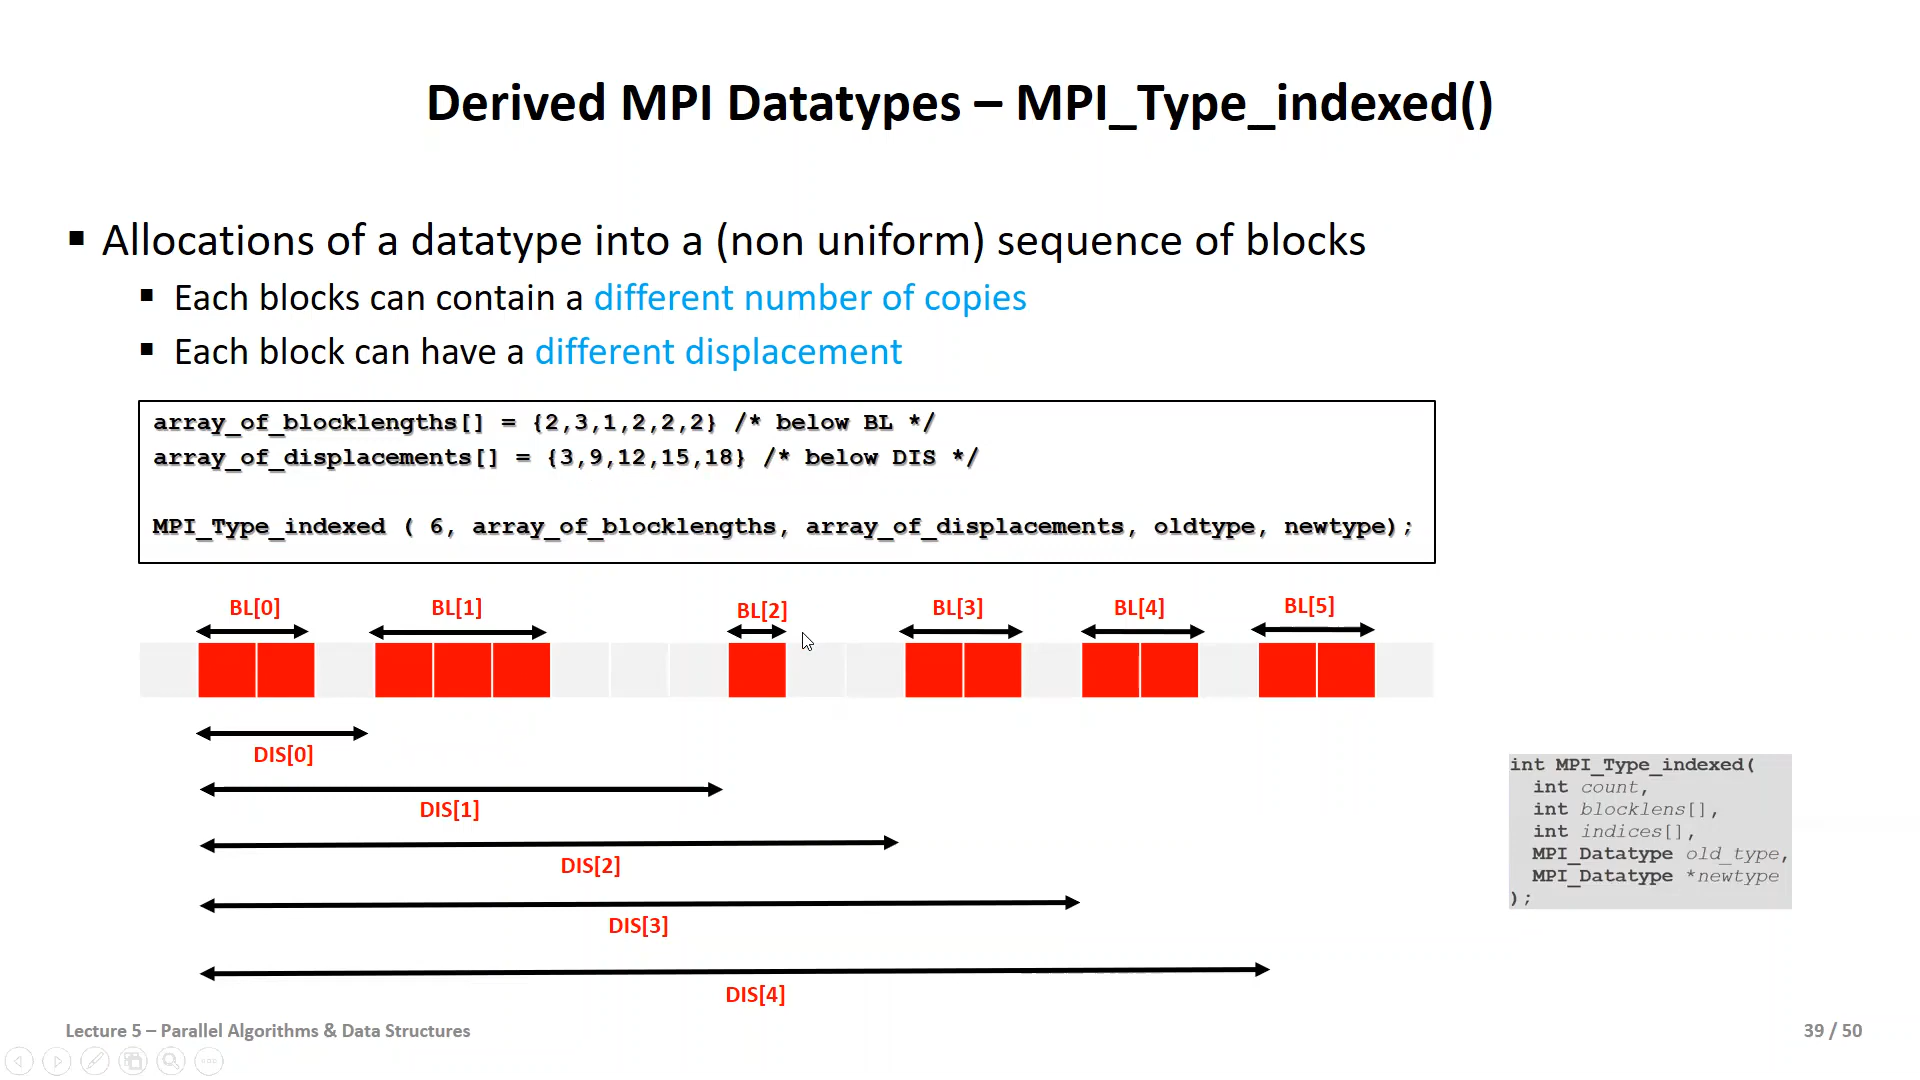 Derived MPI Datatypes – MPI_Type_indexed()
▪ Allocations of a datatype into a (non uniform) sequence of blocks
▪ Each blocks can contain a different number of copies
▪ Each block can have a different displacement
array_of_blocklengths[] = {2,3,1,2,2,2} /* below BL */
array_of_displacements[] = {3,9,12,15,18} /* below DIS */
MPI_Type_indexed ( 6, array_of_blocklengths, array_of_displacements, oldtype, newtype);
BL[0] BL[1] BL[2] BL[3] BL[4] BL[5]
DIS[0]
DIS[1]
DIS[2]
DIS[3]
DIS[4]
int MPI_Type_indexed(
int count,
int blocklens[],
int indices[],
MPI_Datatype old_type,
MPI_Datatype *newtype
);
Lecture 5 – Parallel Algorithms & Data Structures
39 / 50